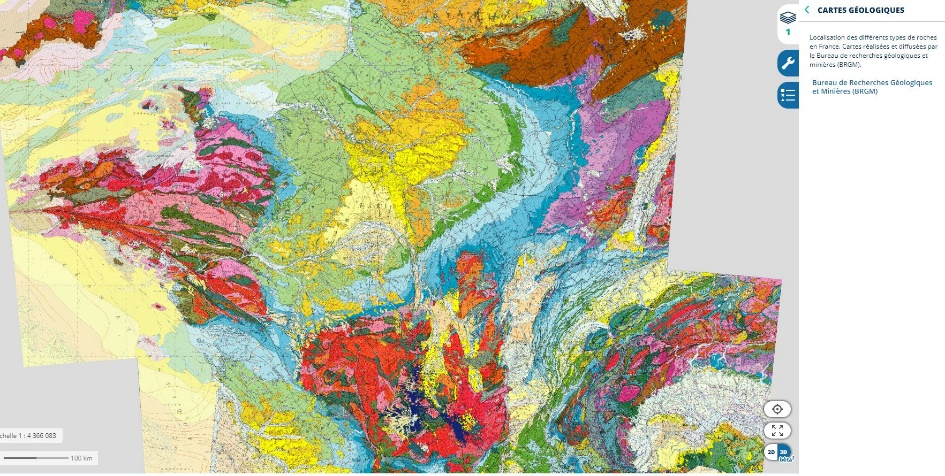 CARTES GÉOLOGIQUES
1
Localisation des différents types de roches
en France. Cartes réalisées et diffusées par
le Bureau de recherches géologiques et
minières (BRGM).
Bureau de Recherches Géologiques
et Minières (BRGM)
chelle 1 : 4 366 083
100 km
2D 3D